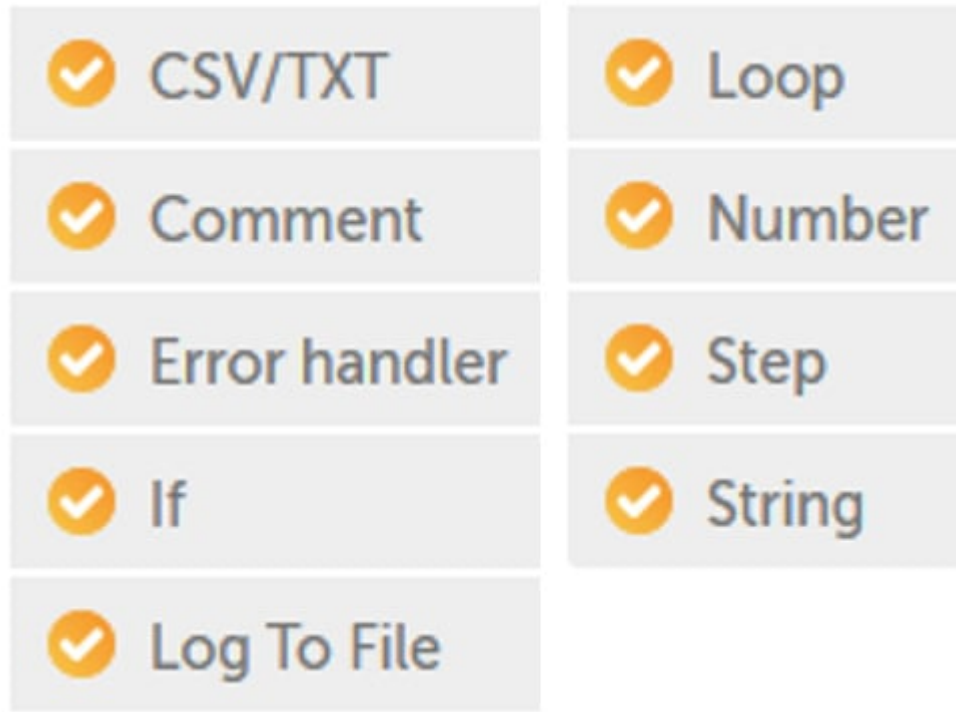 CSV/TXT
Comment
Error handler
If
Log To File
Loop
Number
Step
String